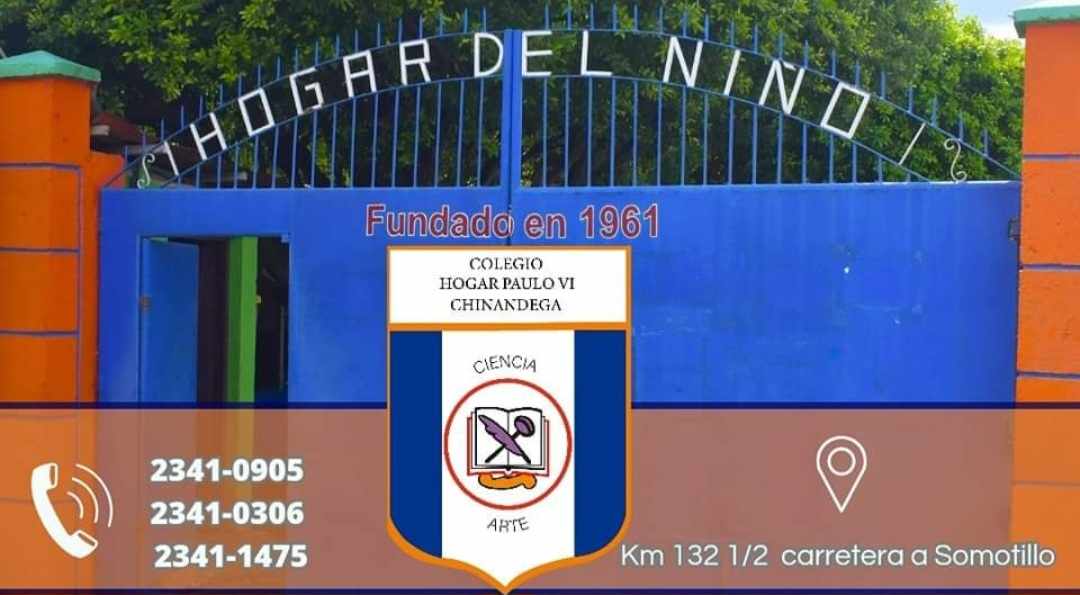 HOGAR DEL NIÑO
Fundado en 1961
COLEGIO
HOGAR PAULO VI
CHINANDEGA
CIENCIA
ARTE
2341-0905
2341-0306
2341-1475
Km 132 1/2 carretera a Somotillo